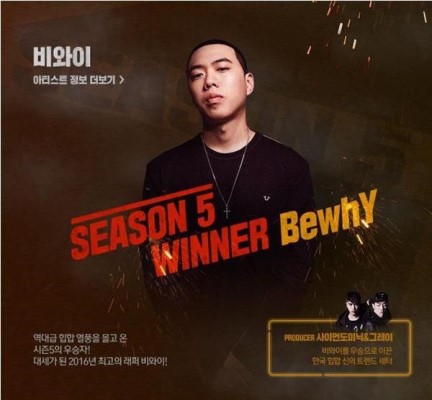 비와이
아티스트 정보 더보기 >
SEASON 5
WINNER BewhY
역대급 힙합 열풍을 몰고 온
시즌5의 우승자!
대세가 된 2016년 최고의 래퍼 비와이!
PRODUCER 사이먼도미닉&그레이
비와이를 우승으로 이끈
한국 힙합 신의 트렌드 세터